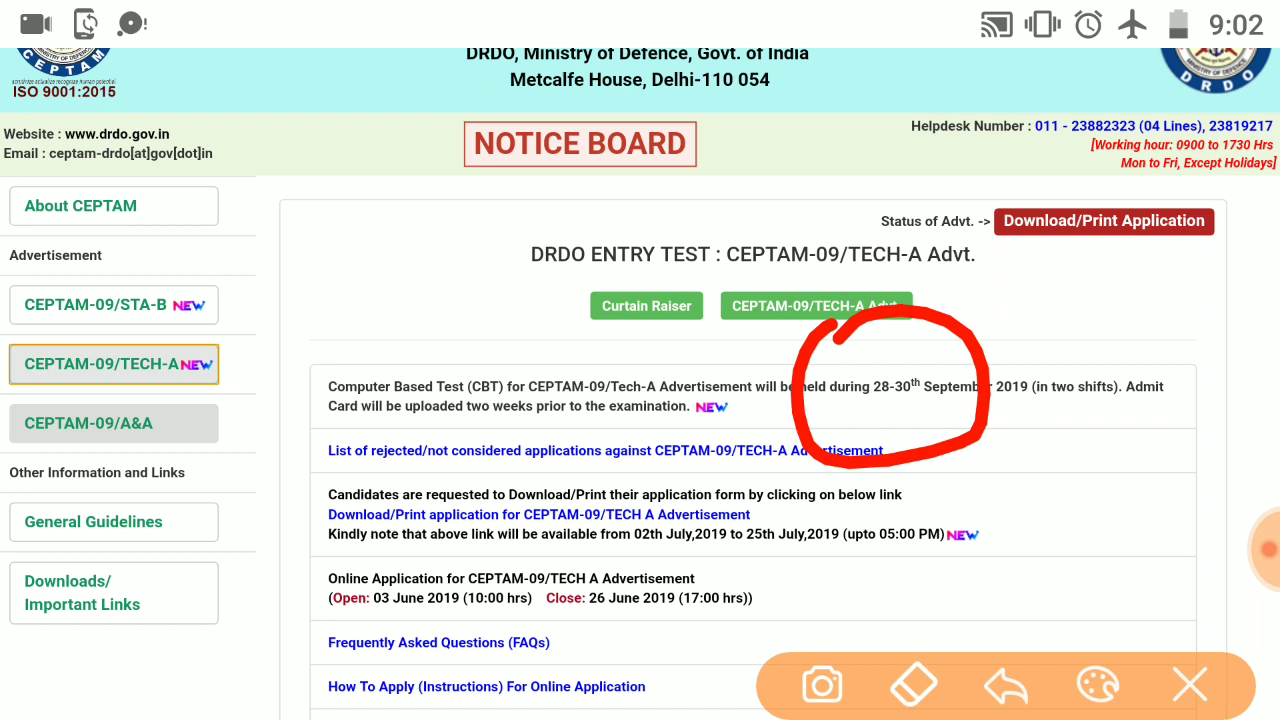 9:02
DRDO, Ministry of Defence, Govt. of India
Metcalfe House, Delhi-110 054
CEPTAM
ISO 9001:2015
DRDO
Website : www.drdo.gov.in
Email : ceptam-drdo[at]gov[dot]in
NOTICE BOARD
Helpdesk Number : 011 - 23882323 (04 Lines), 23819217
[Working hour: 0900 to 1730 Hrs
Mon to Fri, Except Holidays]
About CEPTAM
Advertisement
CEPTAM-09/STA-B NEW
CEPTAM-09/TECH-A NEW
CEPTAM-09/A&A
Other Information and Links
General Guidelines
Downloads/
Important Links
Status of Advt. -> Download/Print Application
DRDO ENTRY TEST : CEPTAM-09/TECH-A Advt.
Curtain Raiser CEPTAM-09/TECH-A Advt.
Computer Based Test (CBT) for CEPTAM-09/Tech-A Advertisement will be held during 28-30th September 2019 (in two shifts). Admit
Card will be uploaded two weeks prior to the examination. NEW
List of rejected/not considered applications against CEPTAM-09/TECH-A Advertisement
Candidates are requested to Download/Print their application form by clicking on below link
Download/Print application for CEPTAM-09/TECH A Advertisement
Kindly note that above link will be available from 02th July,2019 to 25th July,2019 (upto 05:00 PM) NEW
Online Application for CEPTAM-09/TECH A Advertisement
(Open: 03 June 2019 (10:00 hrs) Close: 26 June 2019 (17:00 hrs))
Frequently Asked Questions (FAQs)
How To Apply (Instructions) For Online Application